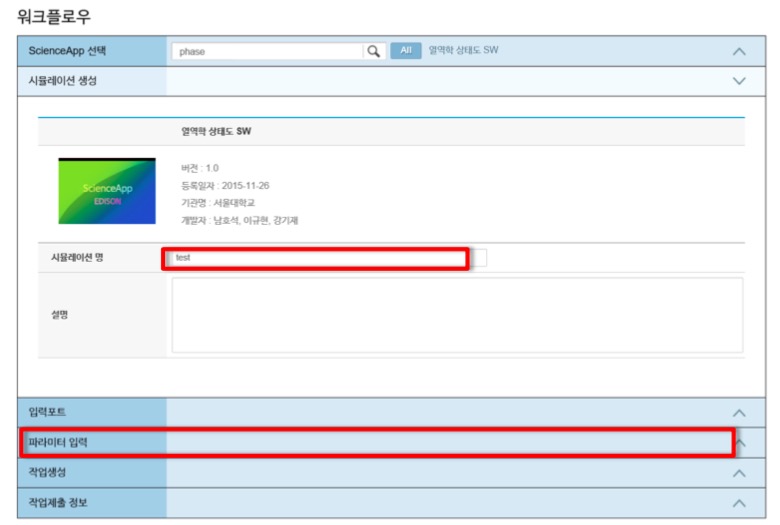 워크플로우
ScienceApp 선택 phase All 열역학 상태도 SW
시뮬레이션 생성
열역학 상태도 SW
ScienceApp
EDISON
버전 : 1.0
등록일자 : 2015-11-26
기관명 : 서울대학교
개발자 : 남호석, 이규현, 강기재
시뮬레이션 명 test
설명
입력포트
파라미터 입력
작업생성
작업제출 정보